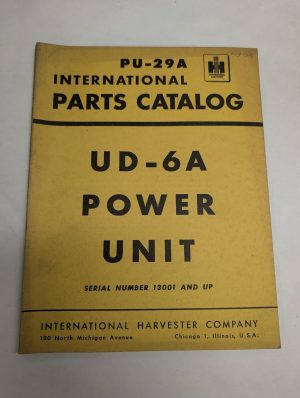 PU-29A
INTERNATIONAL
PARTS CATALOG
UD-6A
POWER
UNIT
SERIAL NUMBER 13001 AND UP
INTERNATIONAL HARVESTER COMPANY
180 North Michigan Avenue Chicago 1, Illinois, U.S.A.